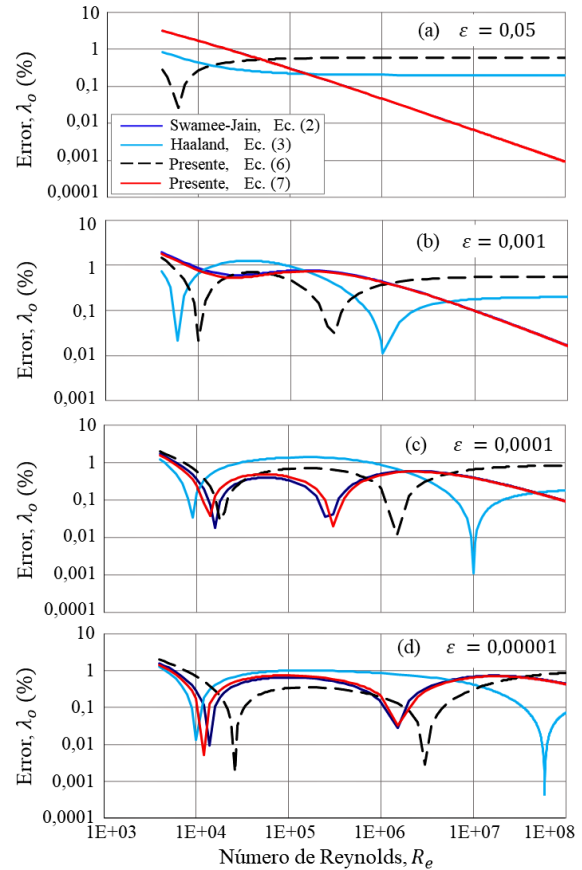 10
1
0.1
0,01
0,001
0,0001
Error, λₒ (%)
(a) ε = 0,05
Swamee-Jain, Ec. (2)
Haaland, Ec. (3)
Presente, Ec. (6)
Presente, Ec. (7)
10
1
0.1
0,01
0,001
Error, λₒ (%)
(b) ε = 0,001
10
1
0.1
0,01
0,001
0,0001
Error, λₒ (%)
(c) ε = 0,0001
10
1
0.1
0,01
0,001
0,0001
Error, λₒ (%)
(d) ε = 0,00001
1E+03 1E+04 1E+05 1E+06 1E+07 1E+08
Número de Reynolds, Rₑ